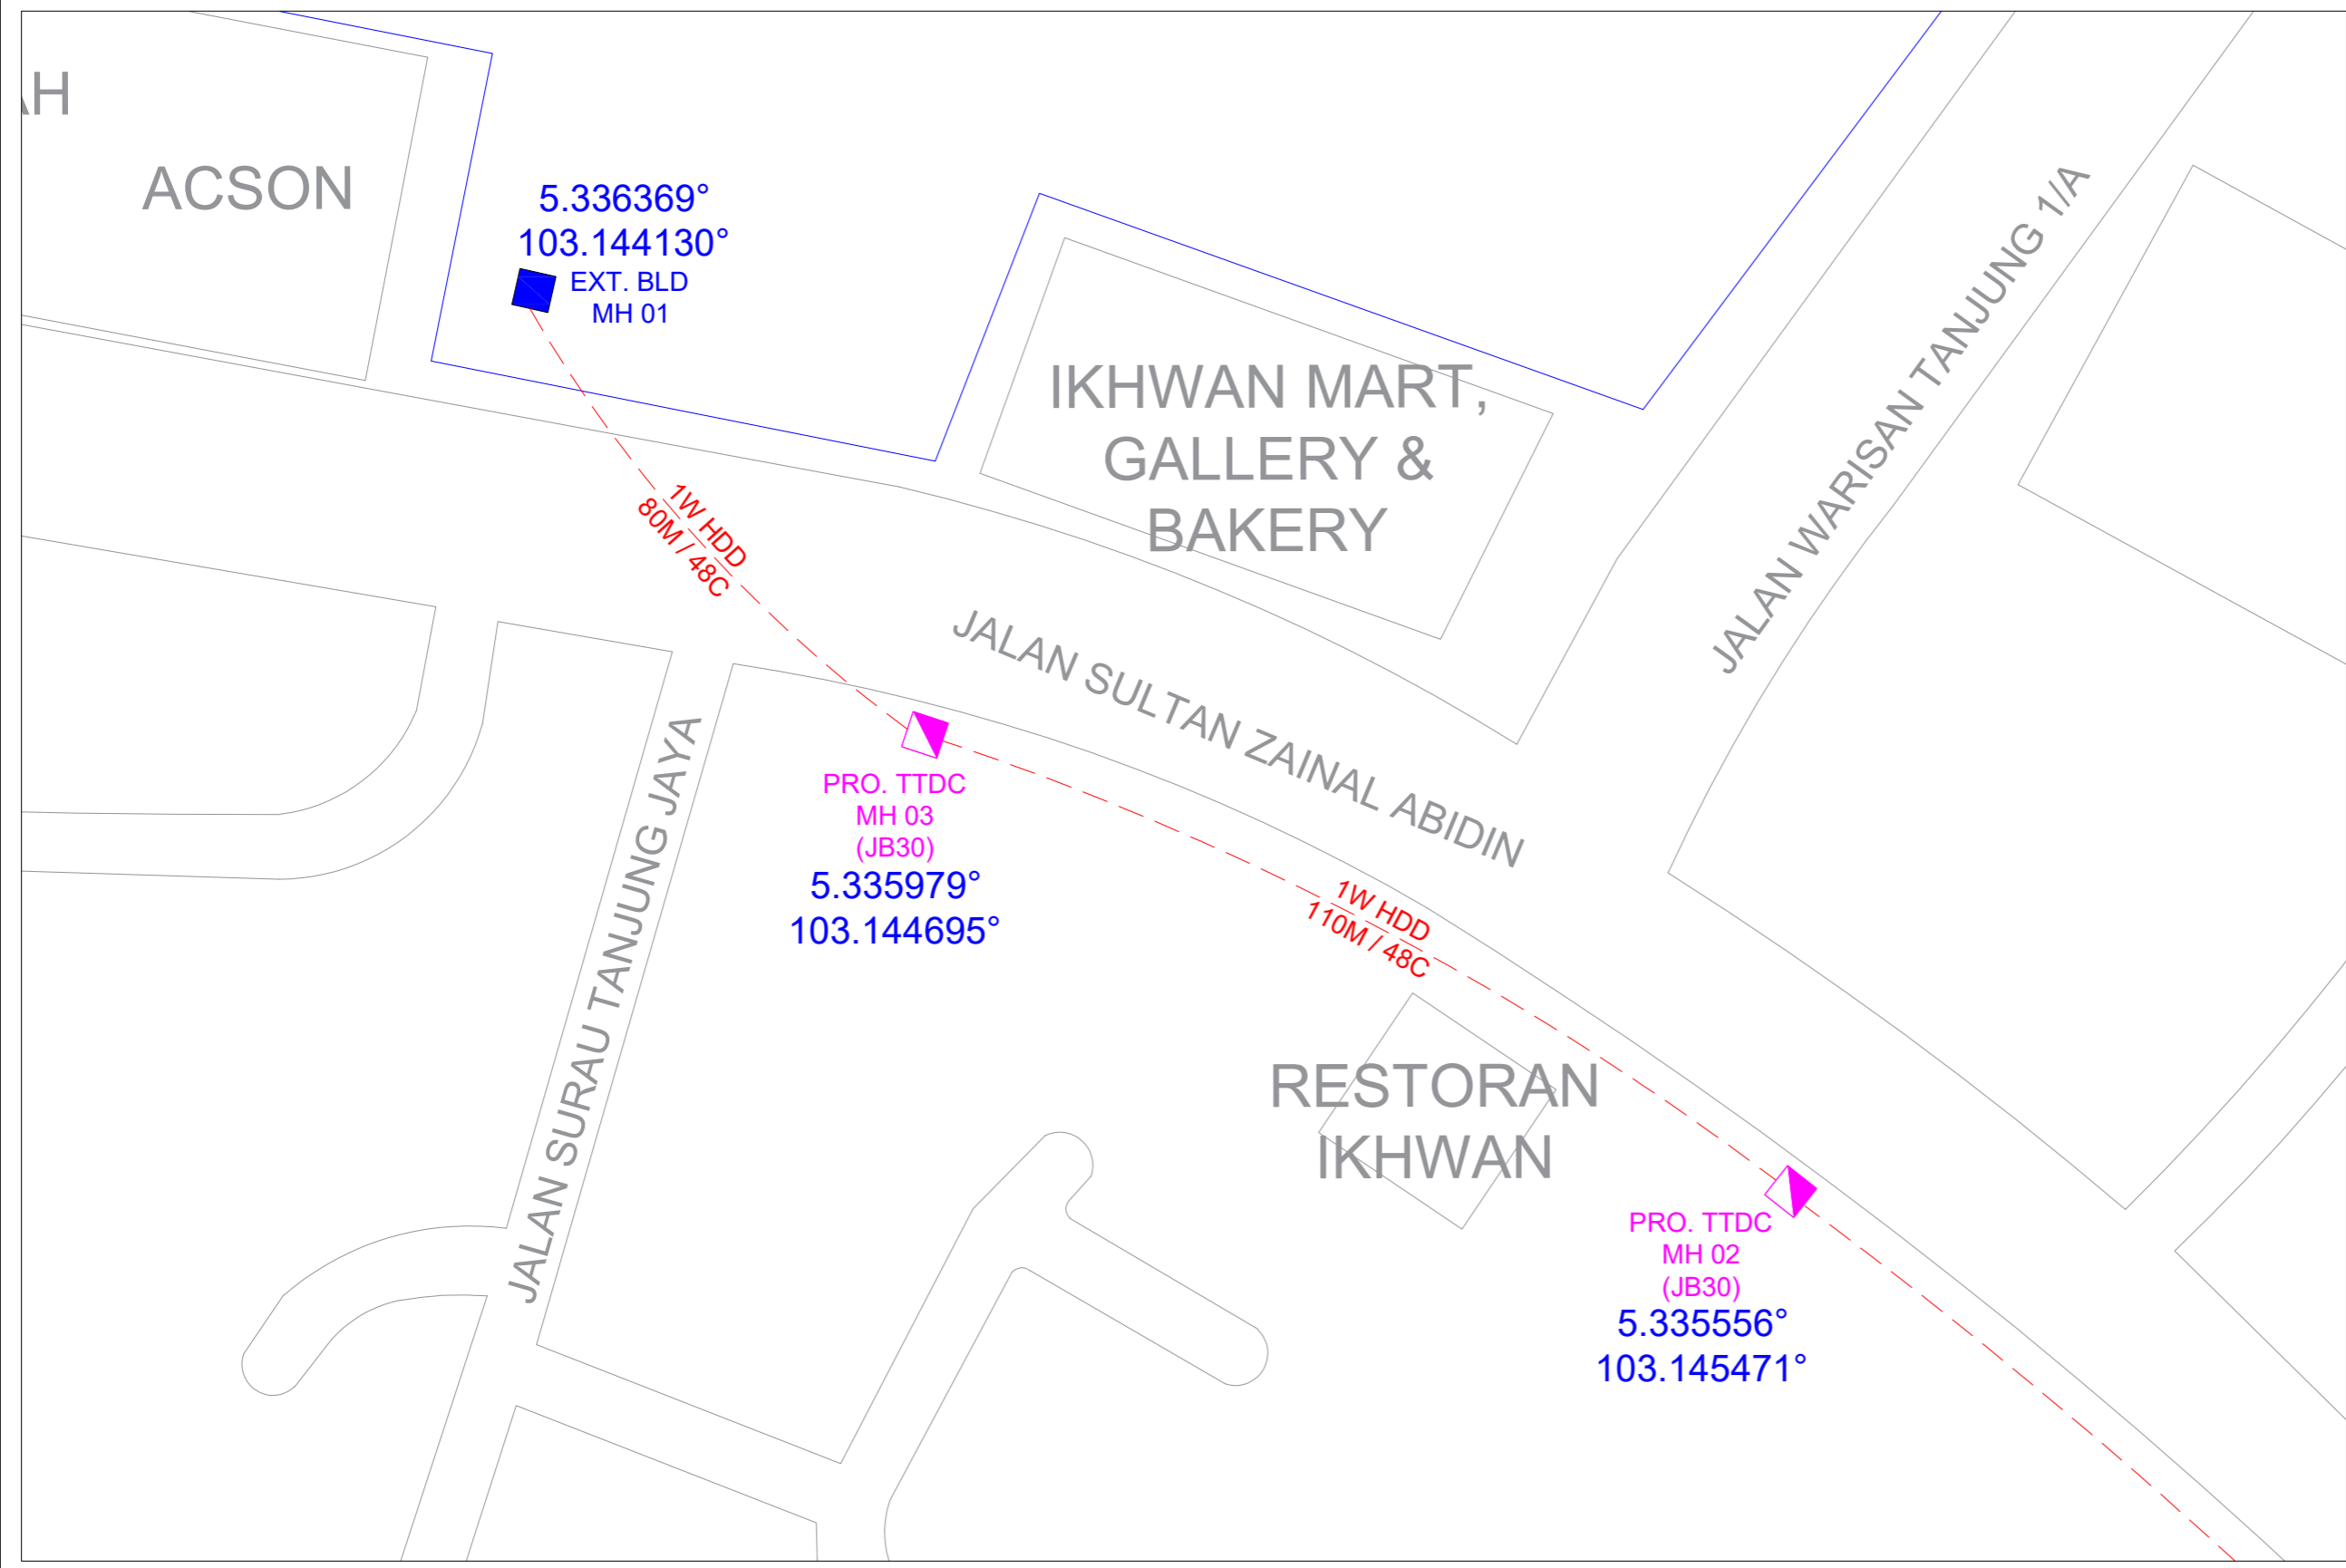 ACSON
5.336369°
103.144130°
EXT. BLD
MH 01
IKHWAN MART,
GALLERY &
BAKERY
JALAN WARISAN TANJUNG 1/A
1W HDD
80M / 48C
JALAN SULTAN ZAINAL ABIDIN
JALAN SURAU TANJUNG JAYA
PRO. TTDC
MH 03
(JB30)
5.335979°
103.144695°
1W HDD
110M / 48C
RESTORAN
IKHWAN
PRO. TTDC
MH 02
(JB30)
5.335556°
103.145471°